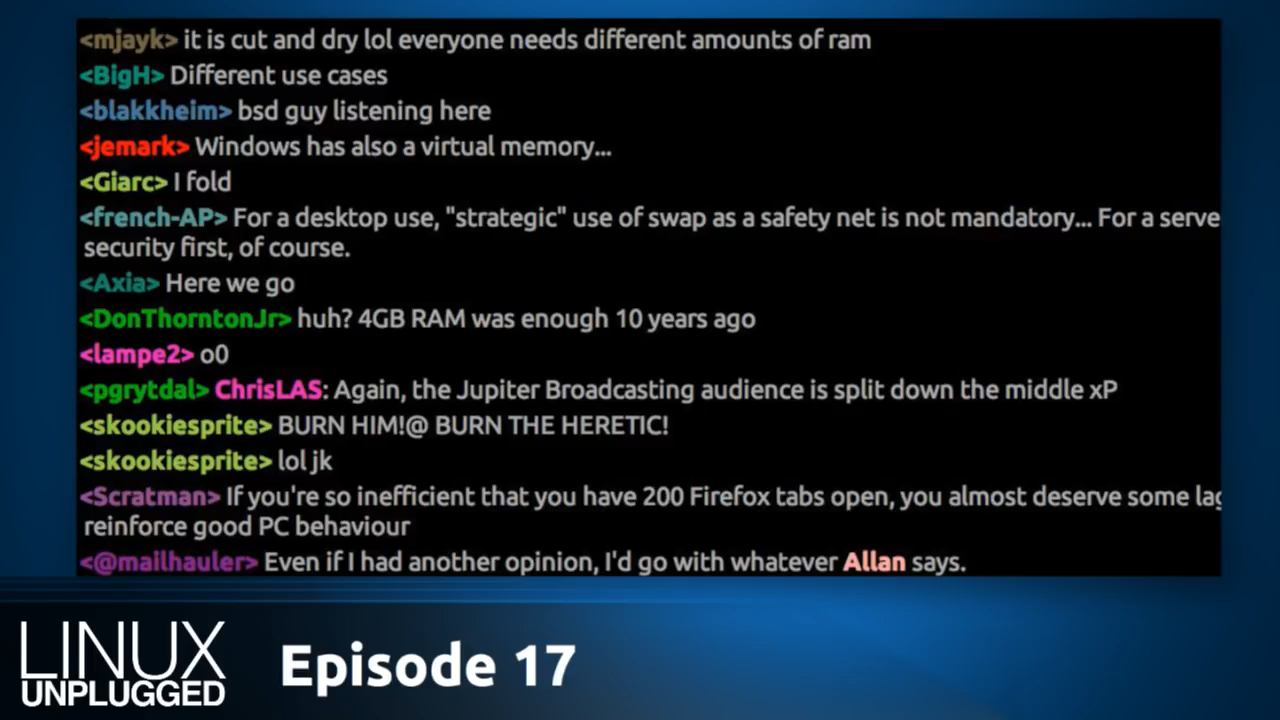 <mjayk> it is cut and dry lol everyone needs different amounts of ram
<BigH> Different use cases
<blakkheim> bsd guy listening here
<jemark> Windows has also a virtual memory...
<Giarc> I fold
<french-AP> For a desktop use, "strategic" use of swap as a safety net is not mandatory... For a serve
security first, of course.
<Axia> Here we go
<DonThorntonJr> huh? 4GB RAM was enough 10 years ago
<lampe2> o0
<pgrytdal> ChrisLAS: Again, the Jupiter Broadcasting audience is split down the middle xP
<skookiesprite> BURN HIM!@ BURN THE HERETIC!
<skookiesprite> lol jk
<Scratman> If you're so inefficient that you have 200 Firefox tabs open, you almost deserve some lag
reinforce good PC behaviour
<@mailhauler> Even if I had another opinion, I'd go with whatever Allan says.
LINUX
UNPLUGGED
Episode 17